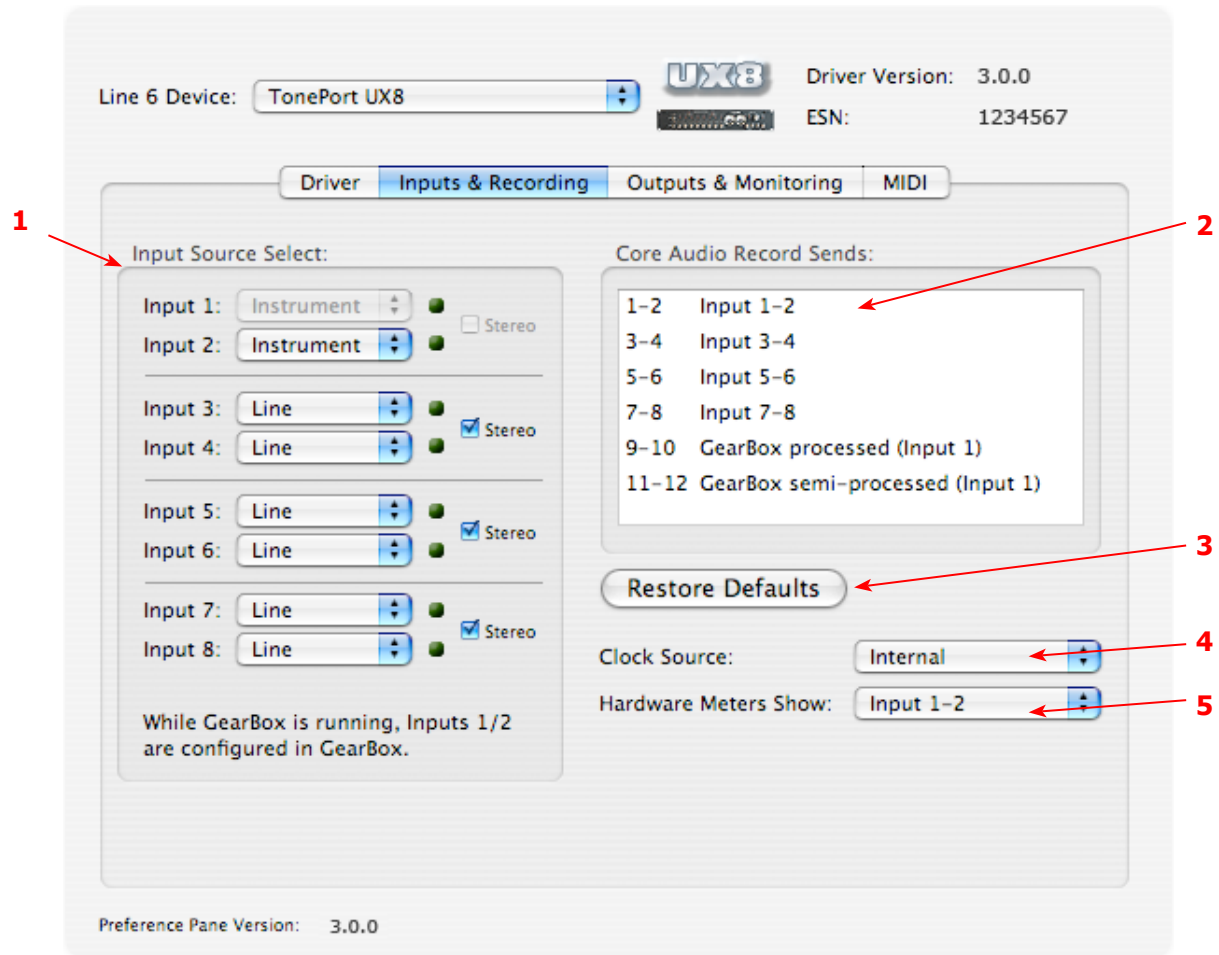 Line 6 Device: TonePort UX8
UX8
Driver Version: 3.0.0
ESN: 1234567
Driver Inputs & Recording Outputs & Monitoring MIDI
1
Input Source Select:
Input 1: Instrument
Input 2: Instrument
Stereo
Input 3: Line
Input 4: Line
Stereo
Input 5: Line
Input 6: Line
Stereo
Input 7: Line
Input 8: Line
Stereo
While GearBox is running, Inputs 1/2
are configured in GearBox.
2
Core Audio Record Sends:
1-2 Input 1-2
3-4 Input 3-4
5-6 Input 5-6
7-8 Input 7-8
9-10 GearBox processed (Input 1)
11-12 GearBox semi-processed (Input 1)
3
Restore Defaults
4
Clock Source: Internal
Hardware Meters Show: Input 1-2
5
Preference Pane Version: 3.0.0